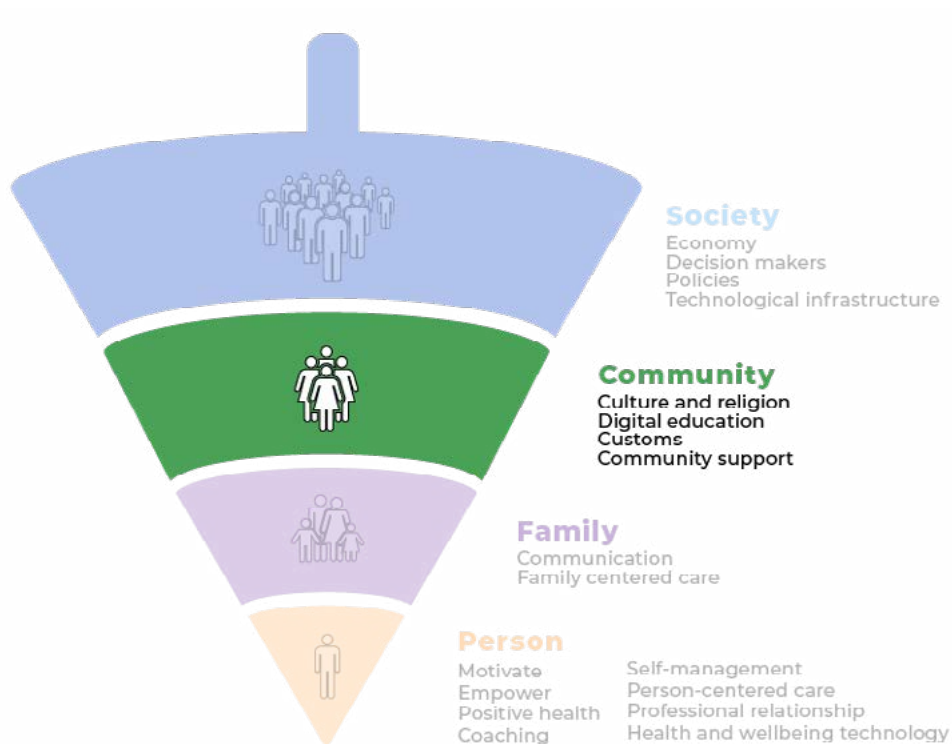 Society
Economy
Decision makers
Policies
Technological infrastructure
Community
Culture and religion
Digital education
Customs
Community support
Family
Communication
Family centered care
Person
Motivate
Empower
Positive health
Coaching
Self-management
Person-centered care
Professional relationship
Health and wellbeing technology